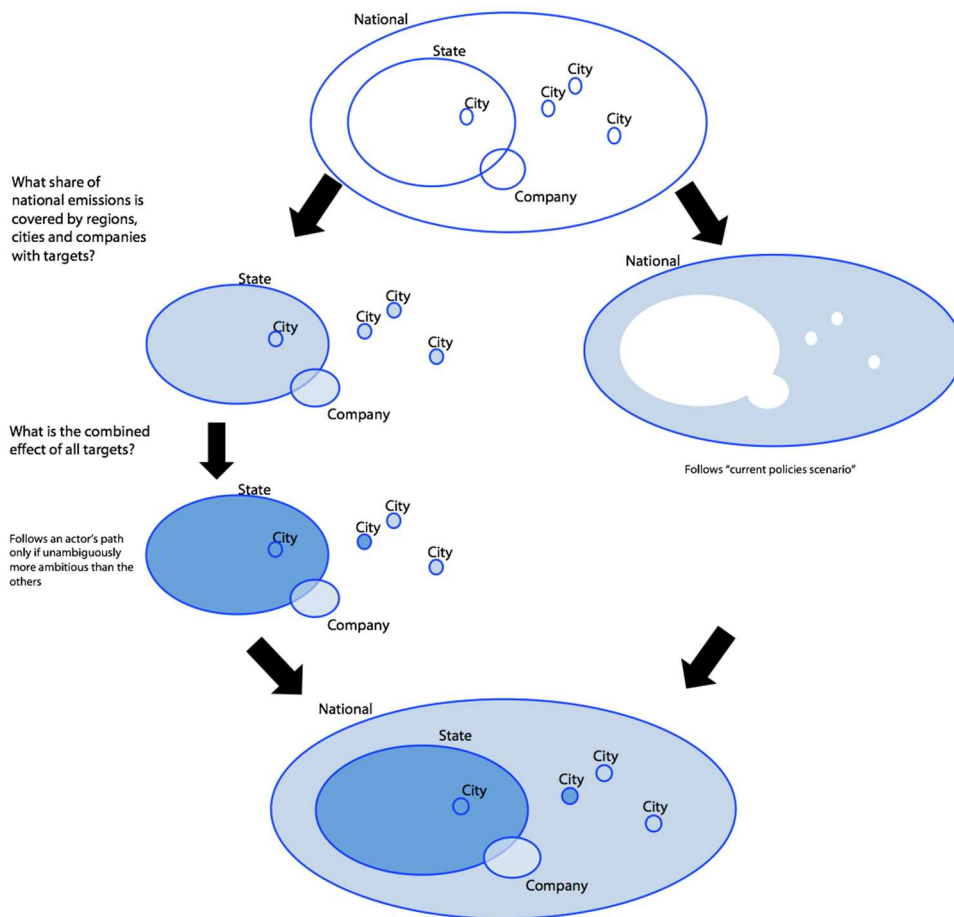 National
State
City
City
City
City
Company
What share of
national emissions is
covered by regions,
cities and companies
with targets?
State
City
City
City
City
Company
National
Follows “current policies scenario”
What is the combined
effect of all targets?
State
City
City
City
City
Company
Follows an actor's path
only if unambiguously
more ambitious than the
others
National
State
City
City
City
City
Company